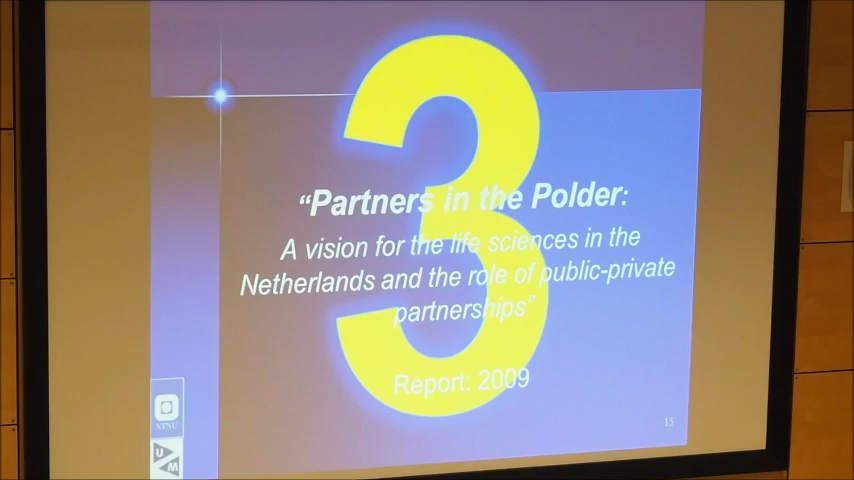 3
“Partners in the Polder:
A vision for the life sciences in the
Netherlands and the role of public-private
partnerships”
Report: 2009
15
NTNU
UM